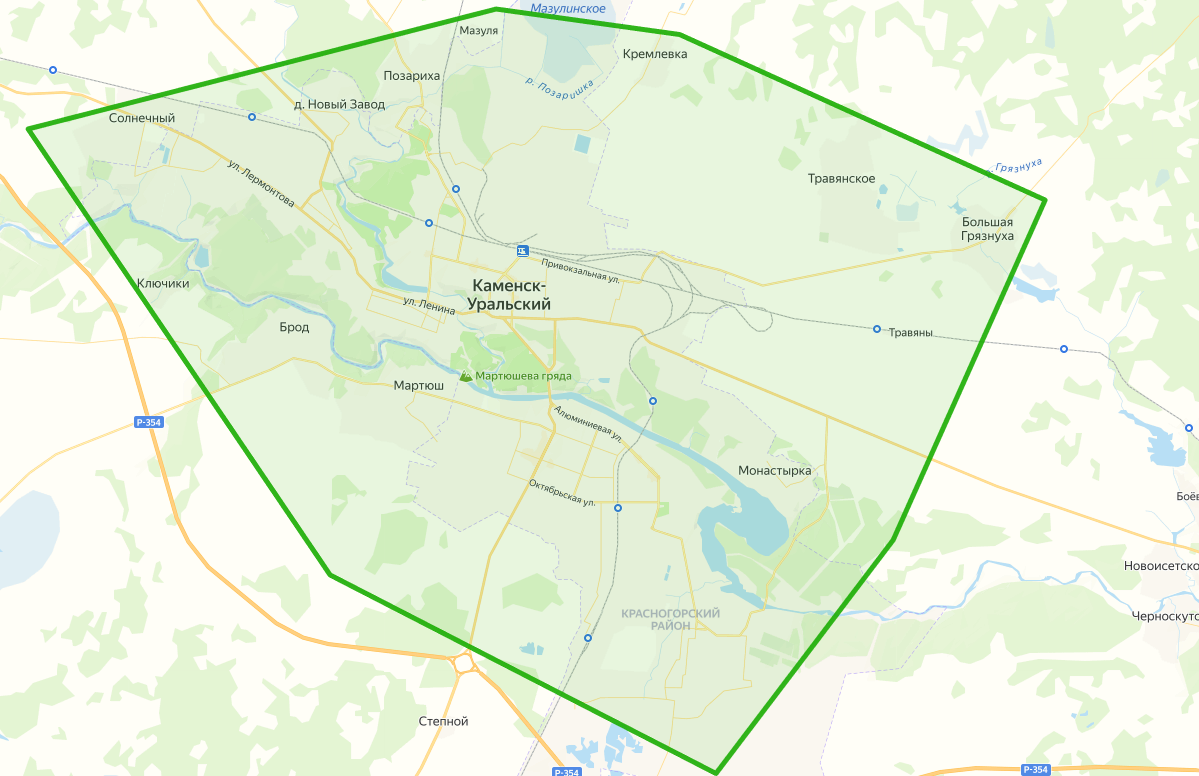 Мазулинское
Мазуля
Кремлевка
Позариха
р. Позаришка
д. Новый Завод
Солнечный
р. Грязнуха
ул. Лермонтова
Травянское
Большая
Грязнуха
Привокзальная ул.
Ключики
Каменск-
Уральский
ул. Ленина
Брод
Травяны
Мартюш
Мартюшева гряда
Р-354
Алюминиевая ул.
Монастырка
Октябрьская ул.
Боёв
Новоисетско
КРАСНОГОРСКИЙ
РАЙОН
Черноскуто
Степной
Р-354
Р-354